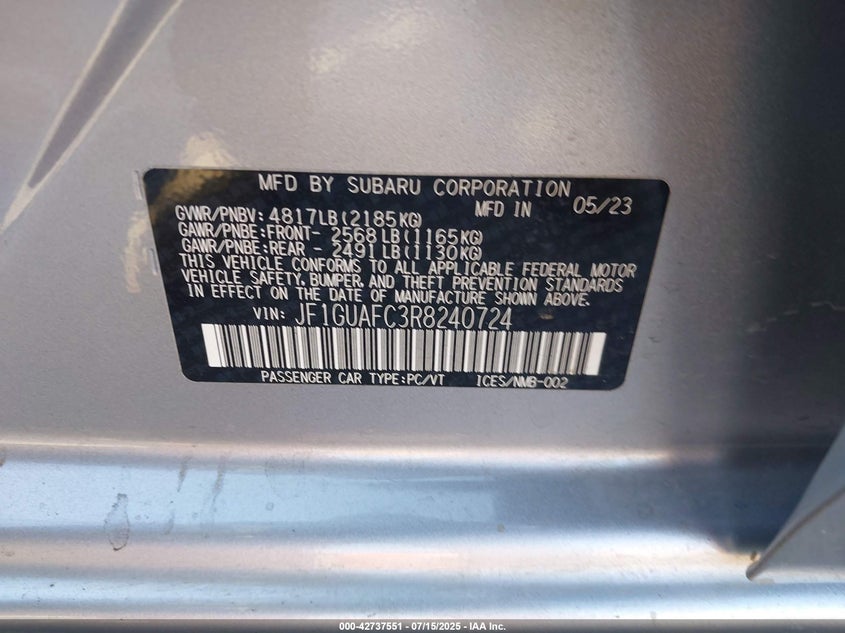 MFD BY SUBARU CORPORATION
MFD IN 05/23
GVWR/PNBV: 4817LB(2185KG)
GAWR/PNBE:FRONT- 2568LB(1165KG)
GAWR/PNBE:REAR - 2491LB(1130KG)
THIS VEHICLE CONFORMS TO ALL APPLICABLE FEDERAL MOTOR
VEHICLE SAFETY, BUMPER, AND THEFT PREVENTION STANDARDS
IN EFFECT ON THE DATE OF MANUFACTURE SHOWN ABOVE.
VIN: JF1GUAFC3R8240724
PASSENGER CAR TYPE:PC/VT ICES/NMB-002
000-42737551 - 07/15/2025 - IAA Inc.